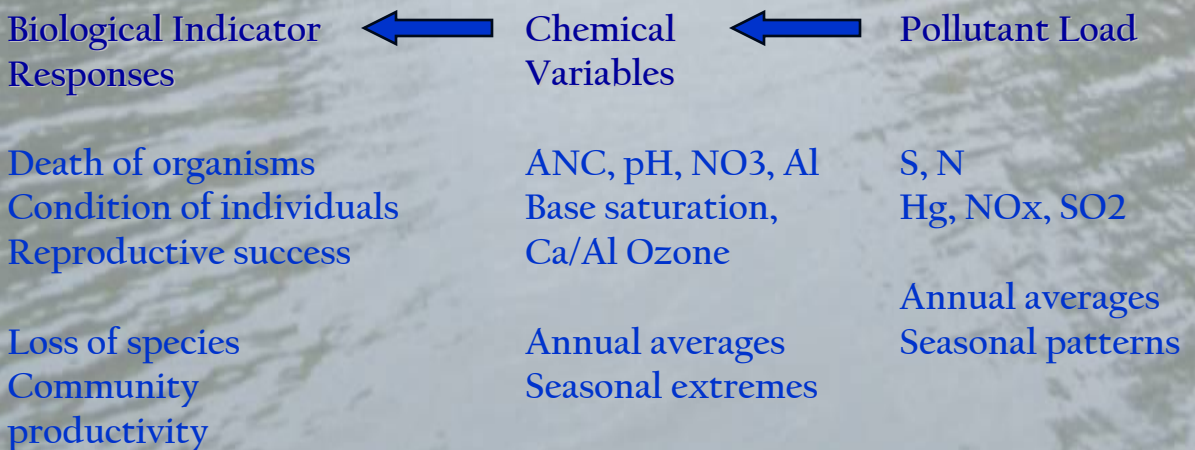 Biological Indicator
Responses
Death of organisms
Condition of individuals
Reproductive success
Loss of species
Community
productivity
Chemical
Variables
ANC, pH, NO3, Al
Base saturation,
Ca/Al Ozone
Annual averages
Seasonal extremes
Pollutant Load
S, N
Hg, NOx, SO2
Annual averages
Seasonal patterns